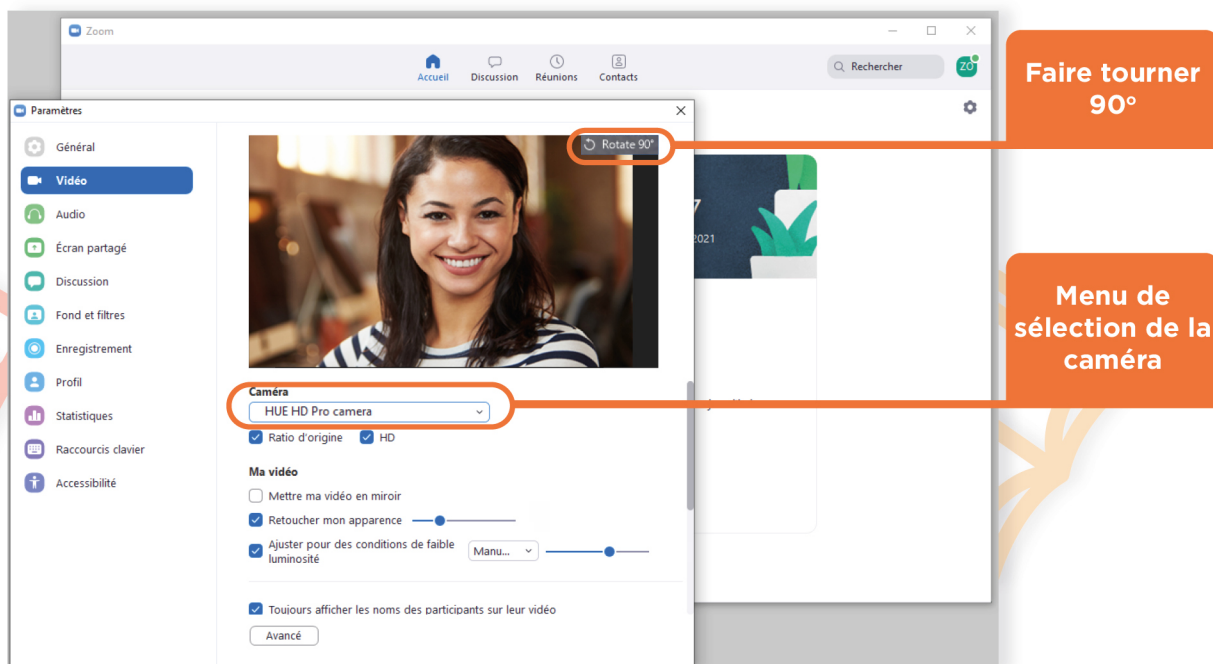 Zoom
Accueil
Discussion
Réunions
Contacts
Rechercher
ZO
Faire tourner
90°
Paramètres
Général
Vidéo
Audio
Écran partagé
Discussion
Fond et filtres
Enregistrement
Profil
Statistiques
Raccourcis clavier
Accessibilité
Rotate 90°
7
2021
Menu de
sélection de la
caméra
Caméra
HUE HD Pro camera
Ratio d'origine
HD
Ma vidéo
Mettre ma vidéo en miroir
Retoucher mon apparence
Ajuster pour des conditions de faible
luminosité
Manu...
Toujours afficher les noms des participants sur leur vidéo
Avancé